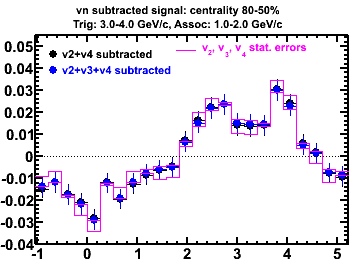 vn subtracted signal: centrality 80-50%
Trig: 3.0-4.0 GeV/c, Assoc: 1.0-2.0 GeV/c
v2+v4 subtracted
v2+v3+v4 subtracted
v2, v3, v4 stat. errors
0.05
0.04
0.03
0.02
0.01
0
-0.01
-0.02
-0.03
-0.04
-1 0 1 2 3 4 5